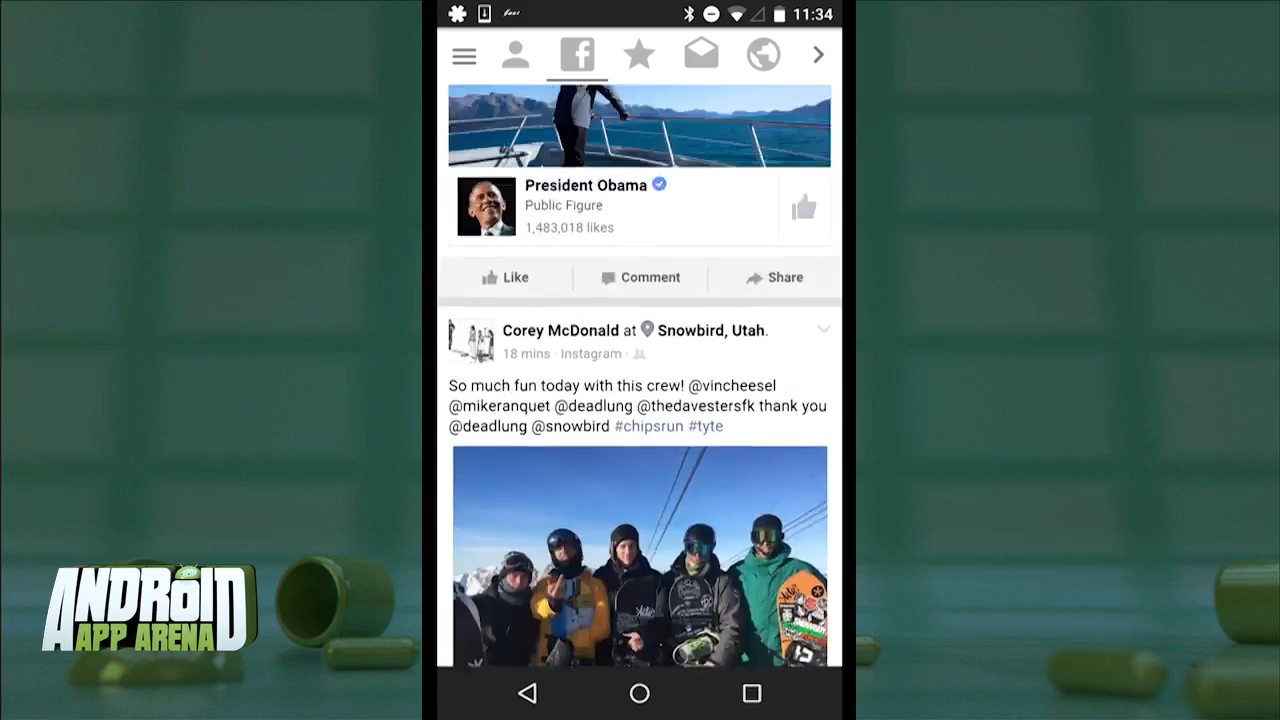 11:34
President Obama
Public Figure
1,483,018 likes
Like
Comment
Share
Corey McDonald at Snowbird, Utah.
18 mins · Instagram ·
So much fun today with this crew! @vincheesel
@mikeranquet @deadlung @thedavestersfk thank you
@deadlung @snowbird #chipsrun #tyte
ANDROID
APP ARENA